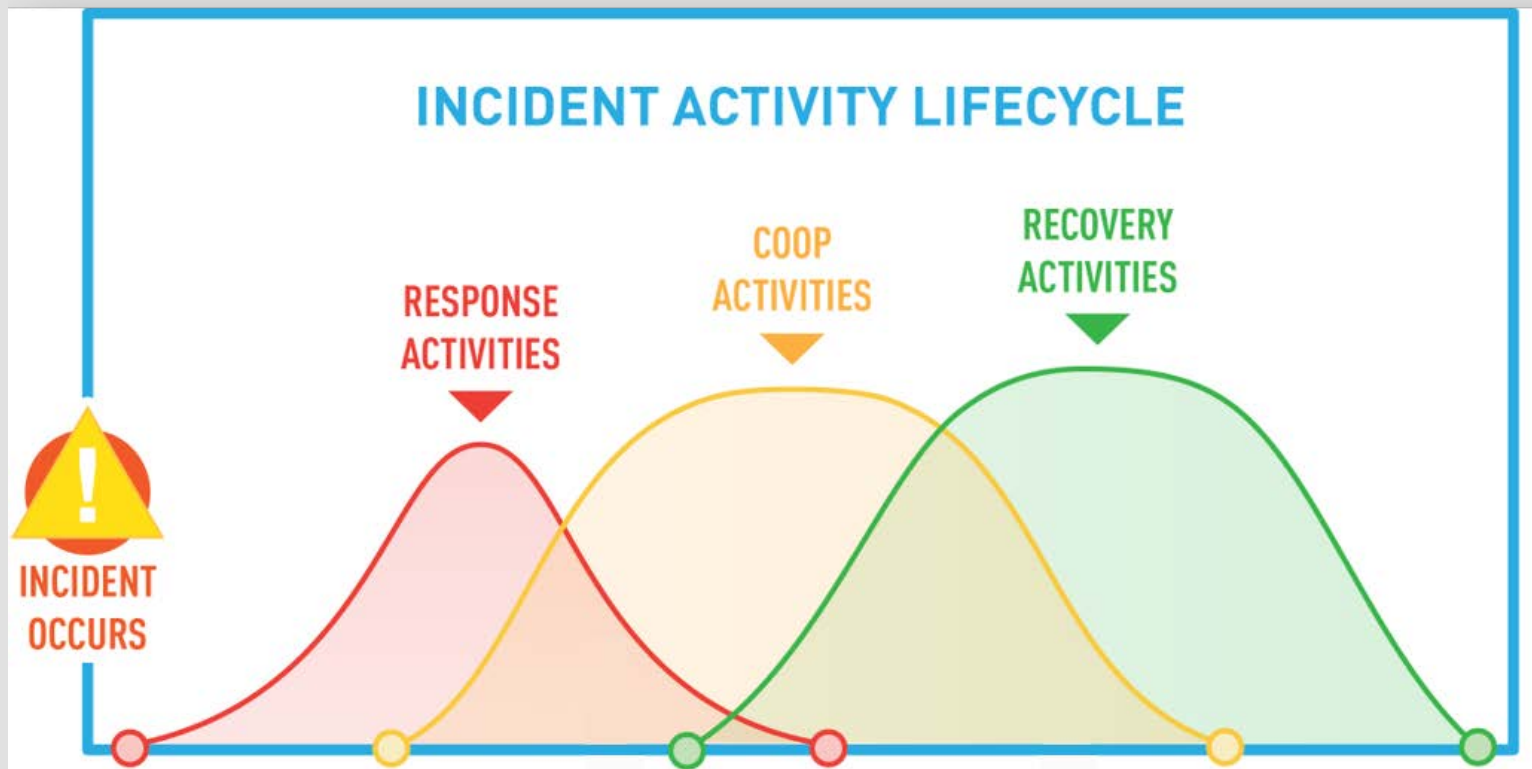 INCIDENT ACTIVITY LIFECYCLE
RESPONSE
ACTIVITIES
COOP
ACTIVITIES
RECOVERY
ACTIVITIES
!
INCIDENT
OCCURS